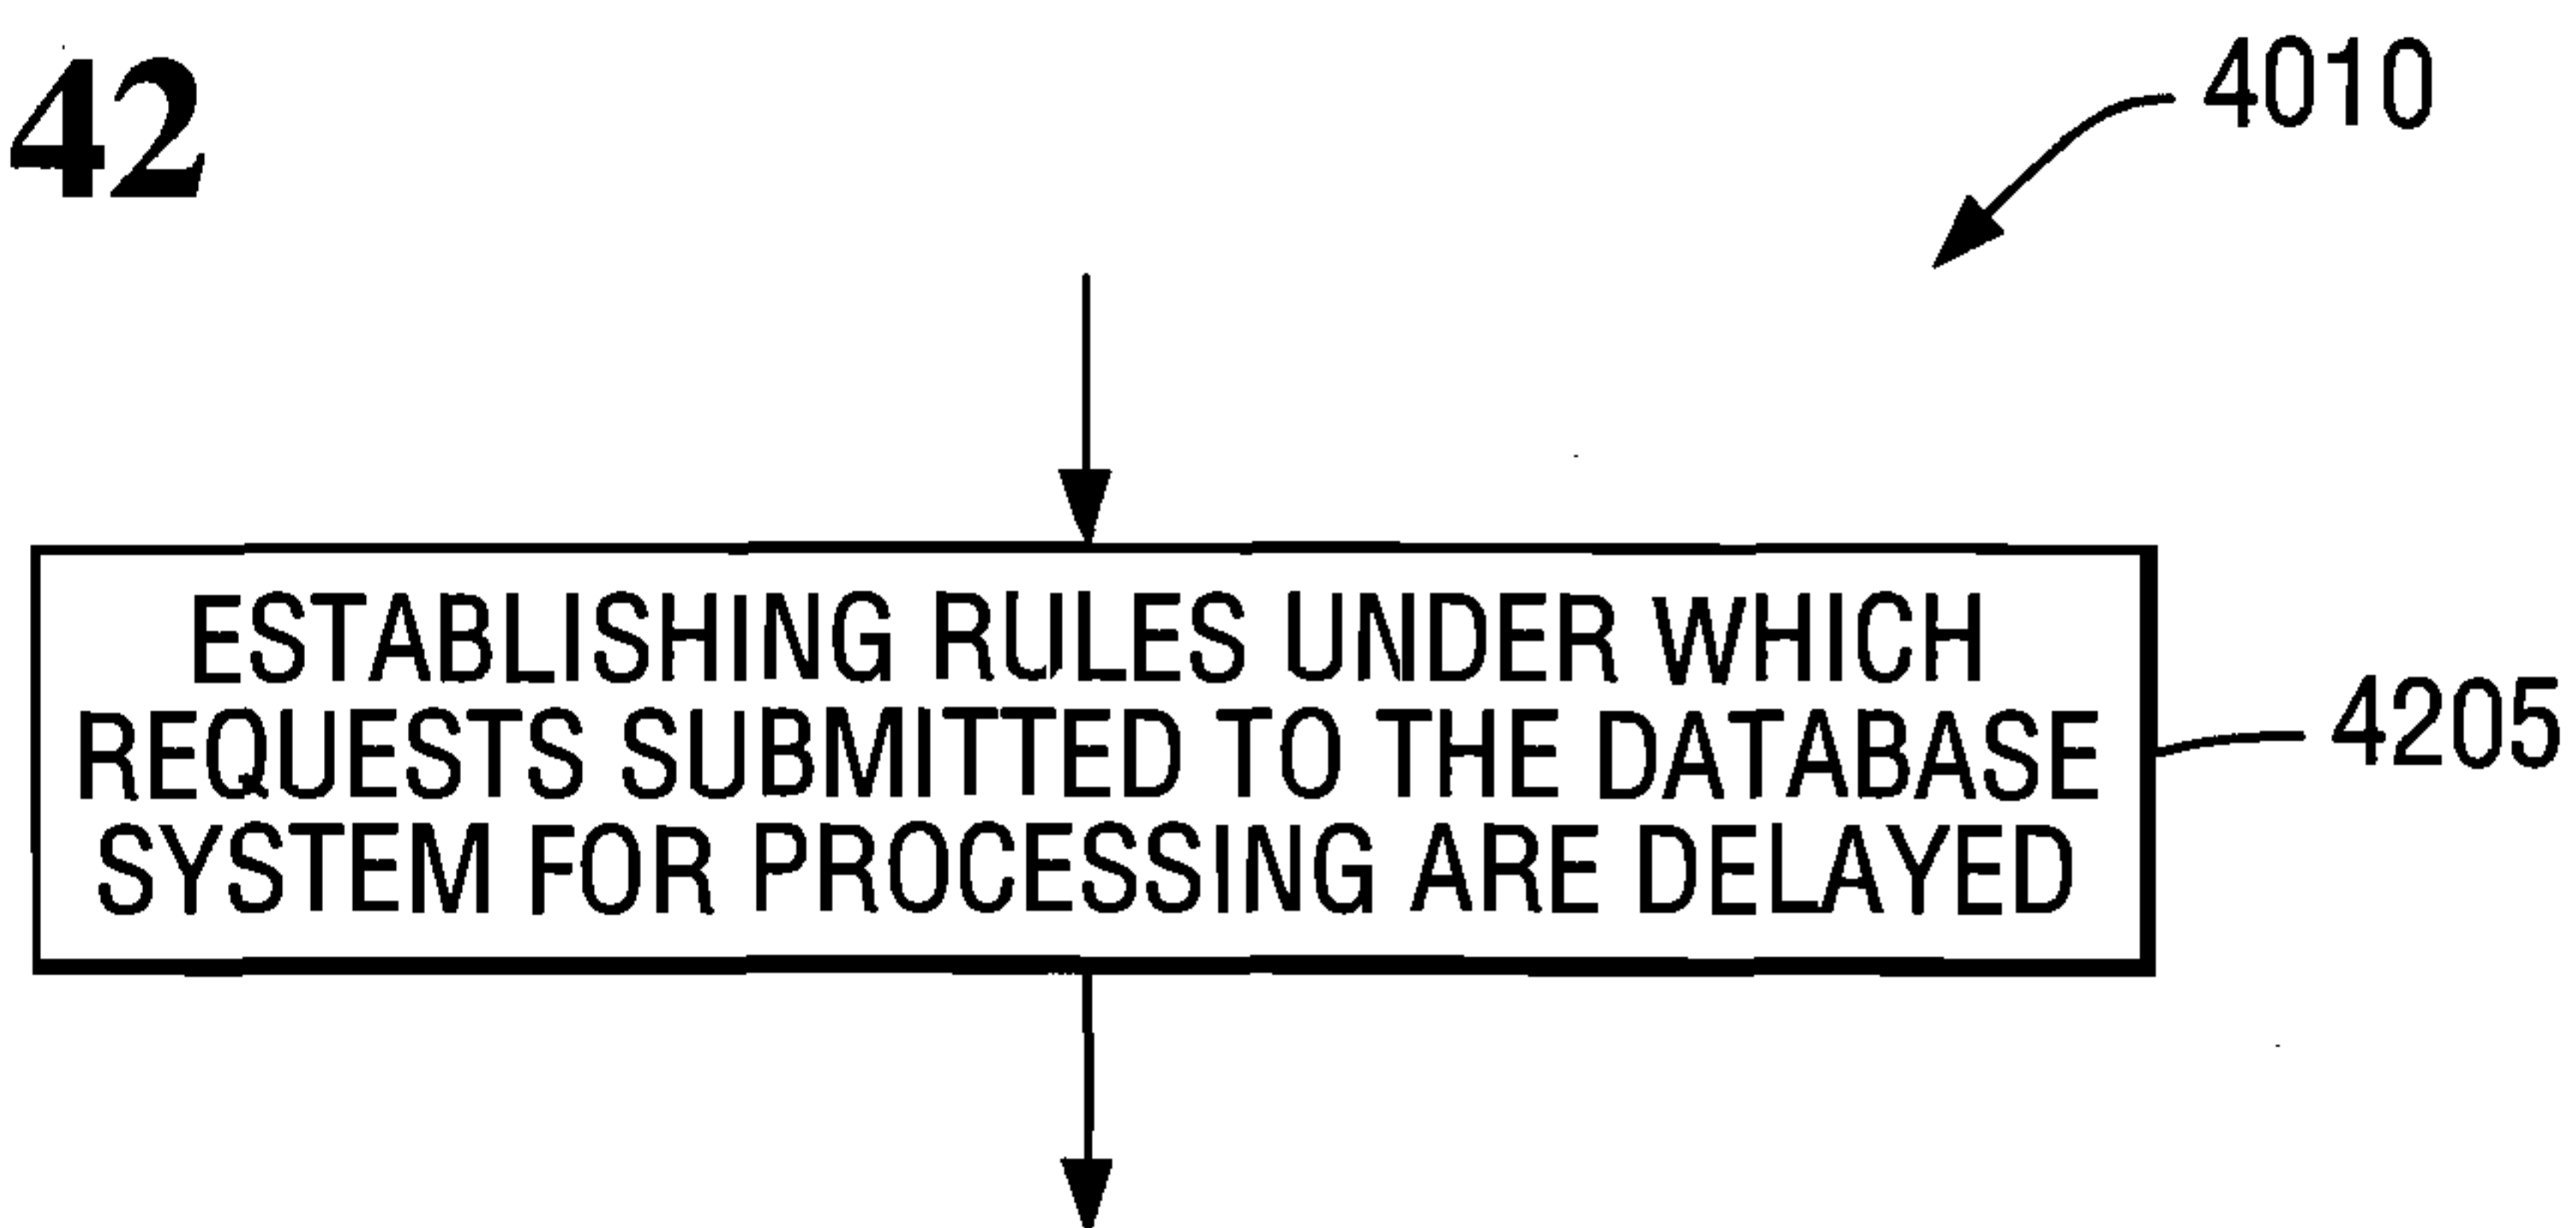 42
4010
ESTABLISHING RULES UNDER WHICH
REQUESTS SUBMITTED TO THE DATABASE
SYSTEM FOR PROCESSING ARE DELAYED
4205